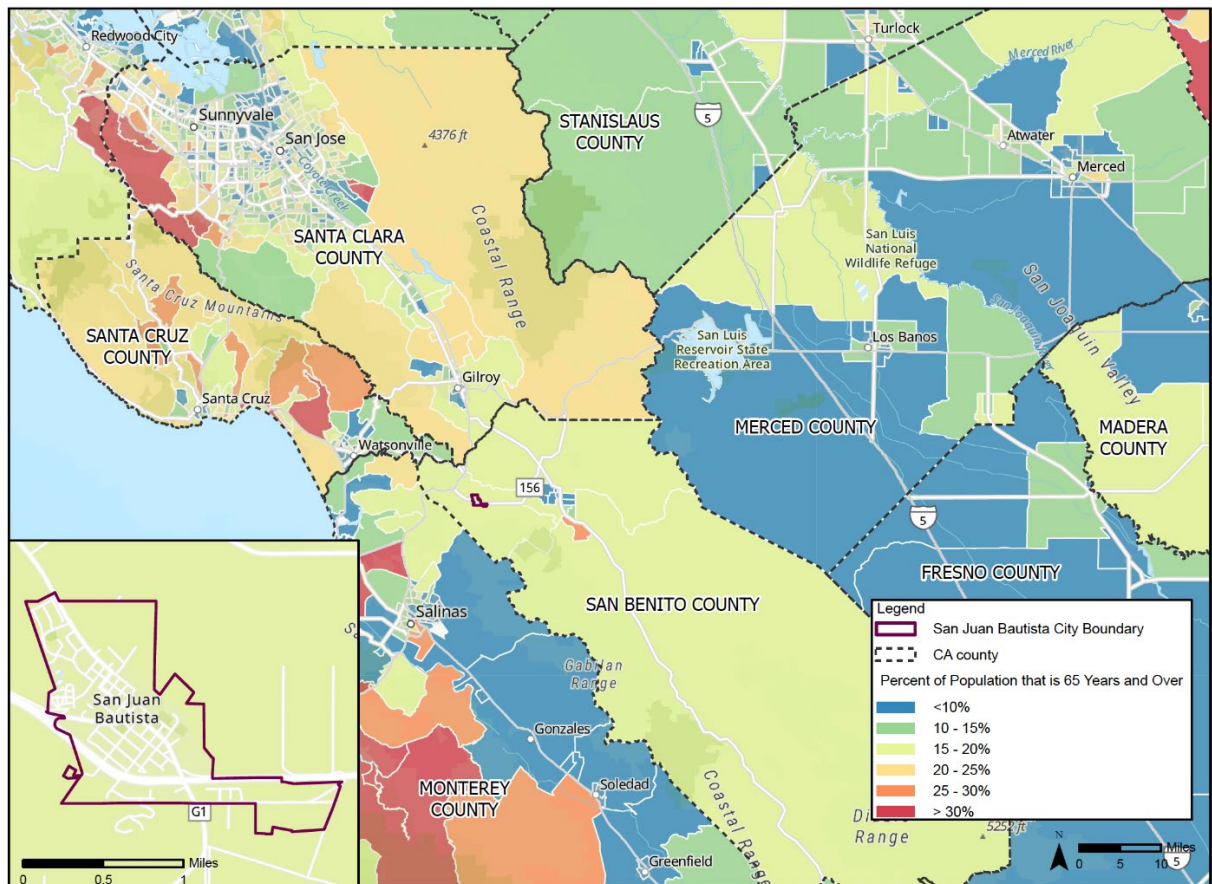 Redwood City
Sunnyvale
San Jose
Coyote Creek
4376 ft
SANTA CLARA
COUNTY
Coastal Range
STANISLAUS
COUNTY
5
Turlock
Merced River
Atwater
Merced
San Luis
National
Wildlife Refuge
San Joaquin Valley
Santa Cruz Mountains
SANTA CRUZ
COUNTY
Santa Cruz
Gilroy
Watsonville
San Luis
Reservoir State
Recreation Area
Los Banos
MERCED COUNTY
MADERA
COUNTY
156
5
FRESNO COUNTY
SAN BENITO COUNTY
Salinas
Gabilan
Range
Gonzales
MONTEREY
COUNTY
Soledad
Coastal Range
Range
5252 ft
Greenfield
5
San Juan
Bautista
G1
0 0.5 1 Miles
Legend
San Juan Bautista City Boundary
CA county
Percent of Population that is 65 Years and Over
<10%
10 - 15%
15 - 20%
20 - 25%
25 - 30%
> 30%
N
0 5 10 Miles